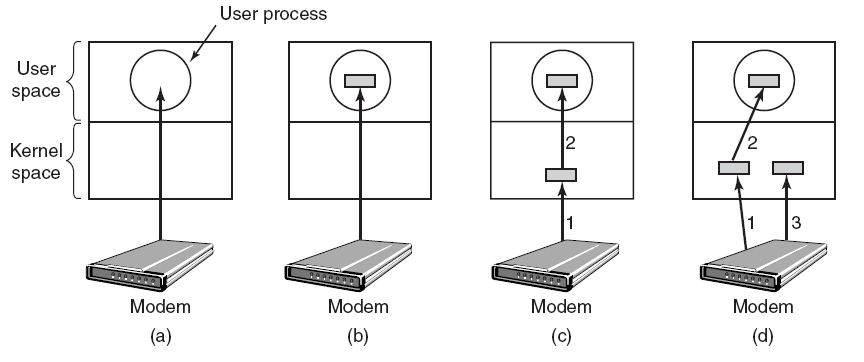 User process
User
space
Kernel
space
2
1
2
1
3
Modem
Modem
Modem
Modem
(a)
(b)
(c)
(d)